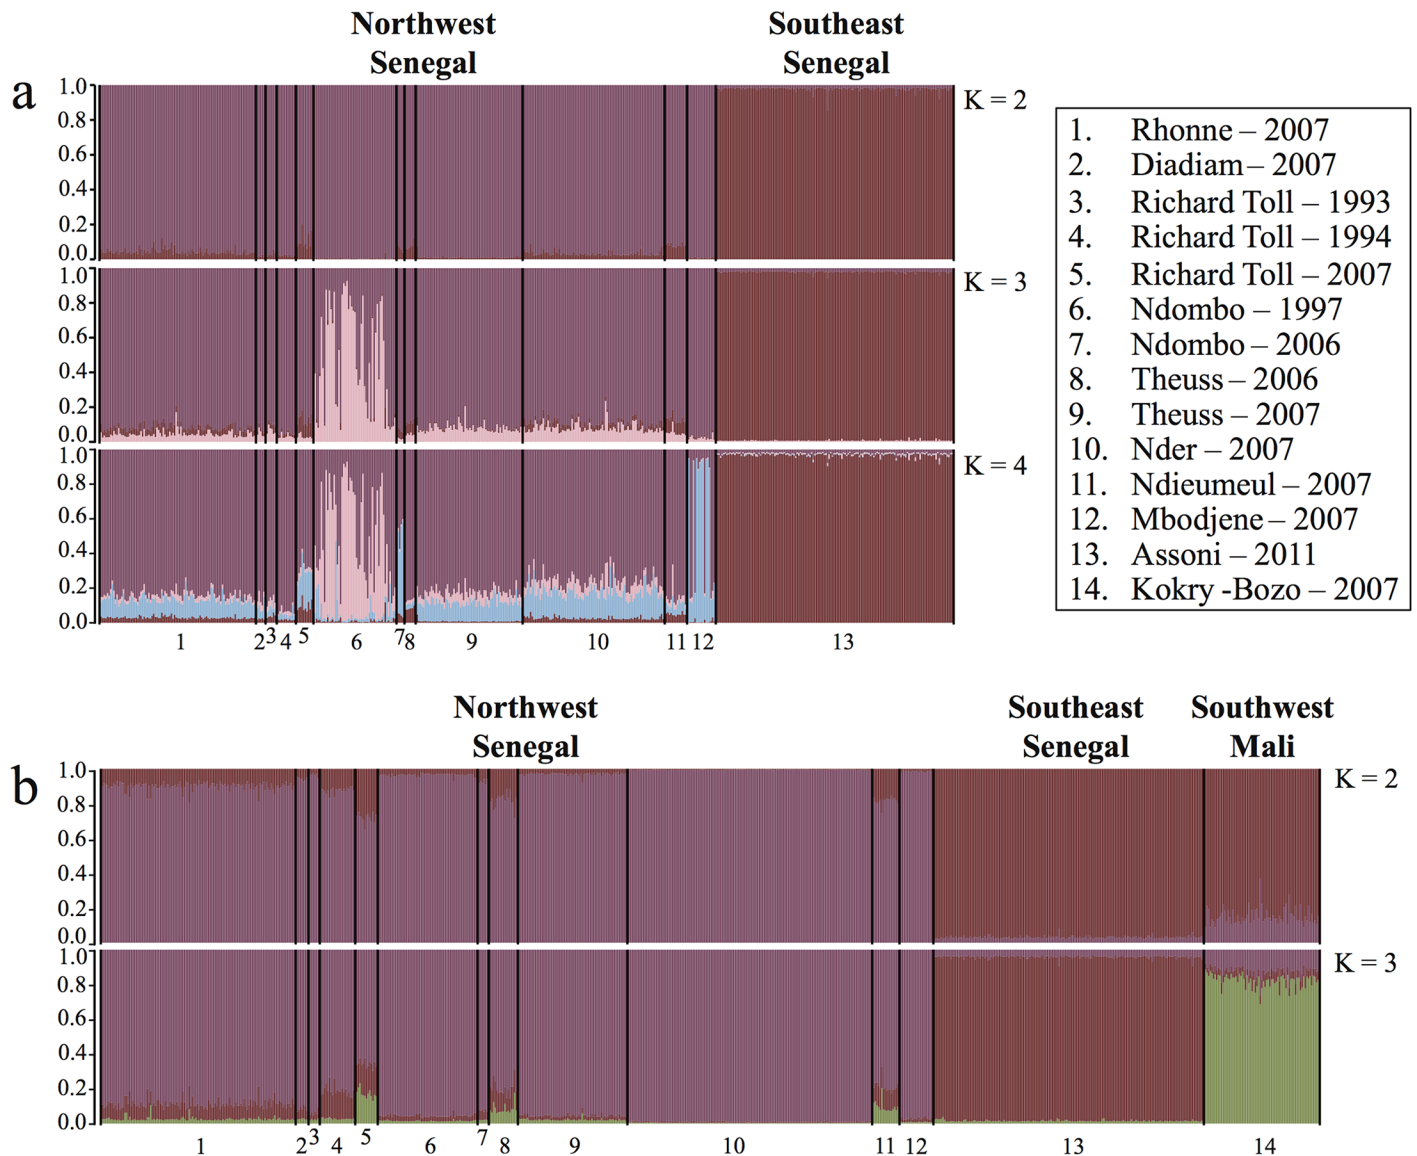 Northwest
Senegal
Southeast
Senegal
a
1.0
0.8
0.6
0.4
0.2
0.0
K = 2
1.0
0.8
0.6
0.4
0.2
0.0
K = 3
1.0
0.8
0.6
0.4
0.2
0.0
K = 4
1 2 3 4 5 6 7 8 9 10 11 12 13
1. Rhonne – 2007
2. Diadiam – 2007
3. Richard Toll – 1993
4. Richard Toll – 1994
5. Richard Toll – 2007
6. Ndombo – 1997
7. Ndombo – 2006
8. Theuss – 2006
9. Theuss – 2007
10. Nder – 2007
11. Ndieumeul – 2007
12. Mbodjene – 2007
13. Assoni – 2011
14. Kokry -Bozo – 2007
Northwest
Senegal
Southeast
Senegal
Southwest
Mali
b
1.0
0.8
0.6
0.4
0.2
0.0
K = 2
1.0
0.8
0.6
0.4
0.2
0.0
K = 3
1 2 3 4 5 6 7 8 9 10 11 12 13 14